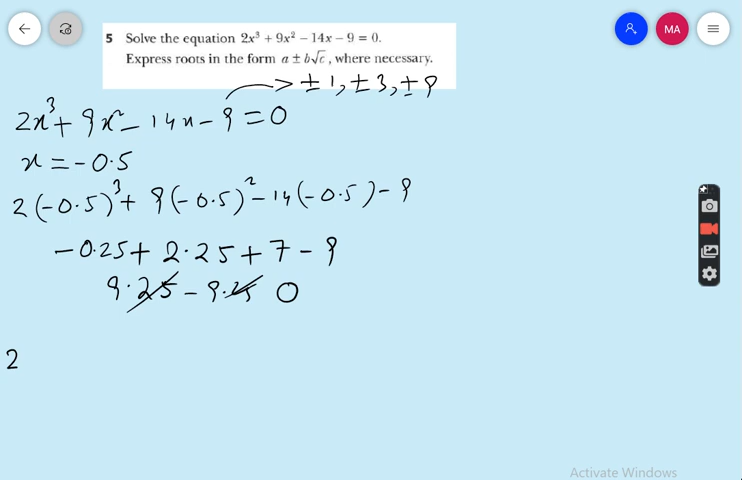 MA
5 Solve the equation 2x³ + 9x² − 14x − 9 = 0.
Express roots in the form a ± b√c, where necessary.
→ ±1, ±3, ±9
2x³ + 9x² − 14x − 9 = 0
x = −0.5
2(−0.5)³ + 9(−0.5)² − 14(−0.5) − 9
−0.25 + 2.25 + 7 − 9
9.25 − 9.25 0
2
Activate Windows